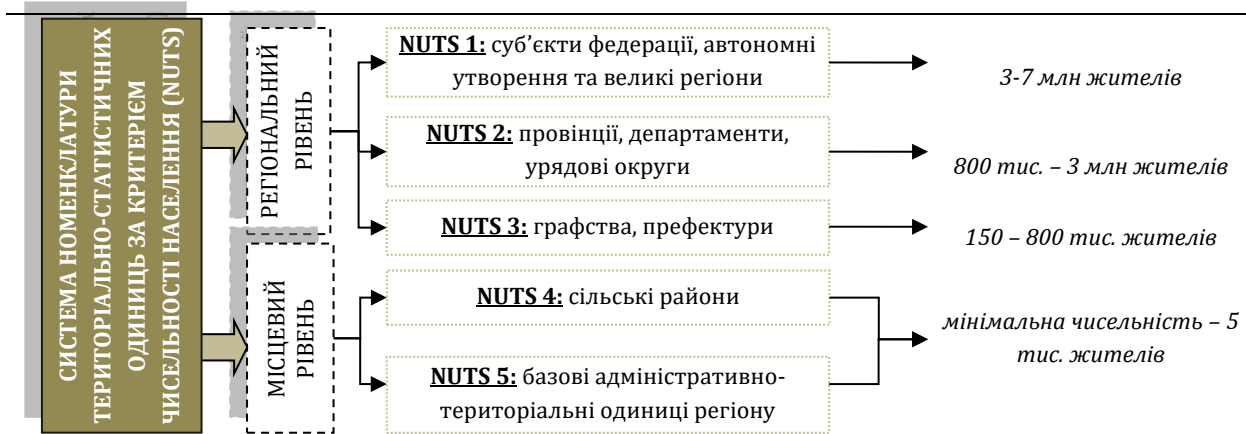 СИСТЕМА НОМЕНКЛАТУРИ
ТЕРИТОРІАЛЬНО-СТАТИСТИЧНИХ
ОДИНИЦЬ ЗА КРИТЕРІЄМ
ЧИСЕЛЬНОСТІ НАСЕЛЕННЯ (NUTS)
РЕГІОНАЛЬНИЙ
РІВЕНЬ
NUTS 1: суб’єкти федерації, автономні
утворення та великі регіони
3-7 млн жителів
NUTS 2: провінції, департаменти,
урядові округи
800 тис. – 3 млн жителів
NUTS 3: графства, префектури
150 – 800 тис. жителів
МІСЦЕВИЙ
РІВЕНЬ
NUTS 4: сільські райони
NUTS 5: базові адміністративно-
територіальні одиниці регіону
мінімальна чисельність – 5
тис. жителів